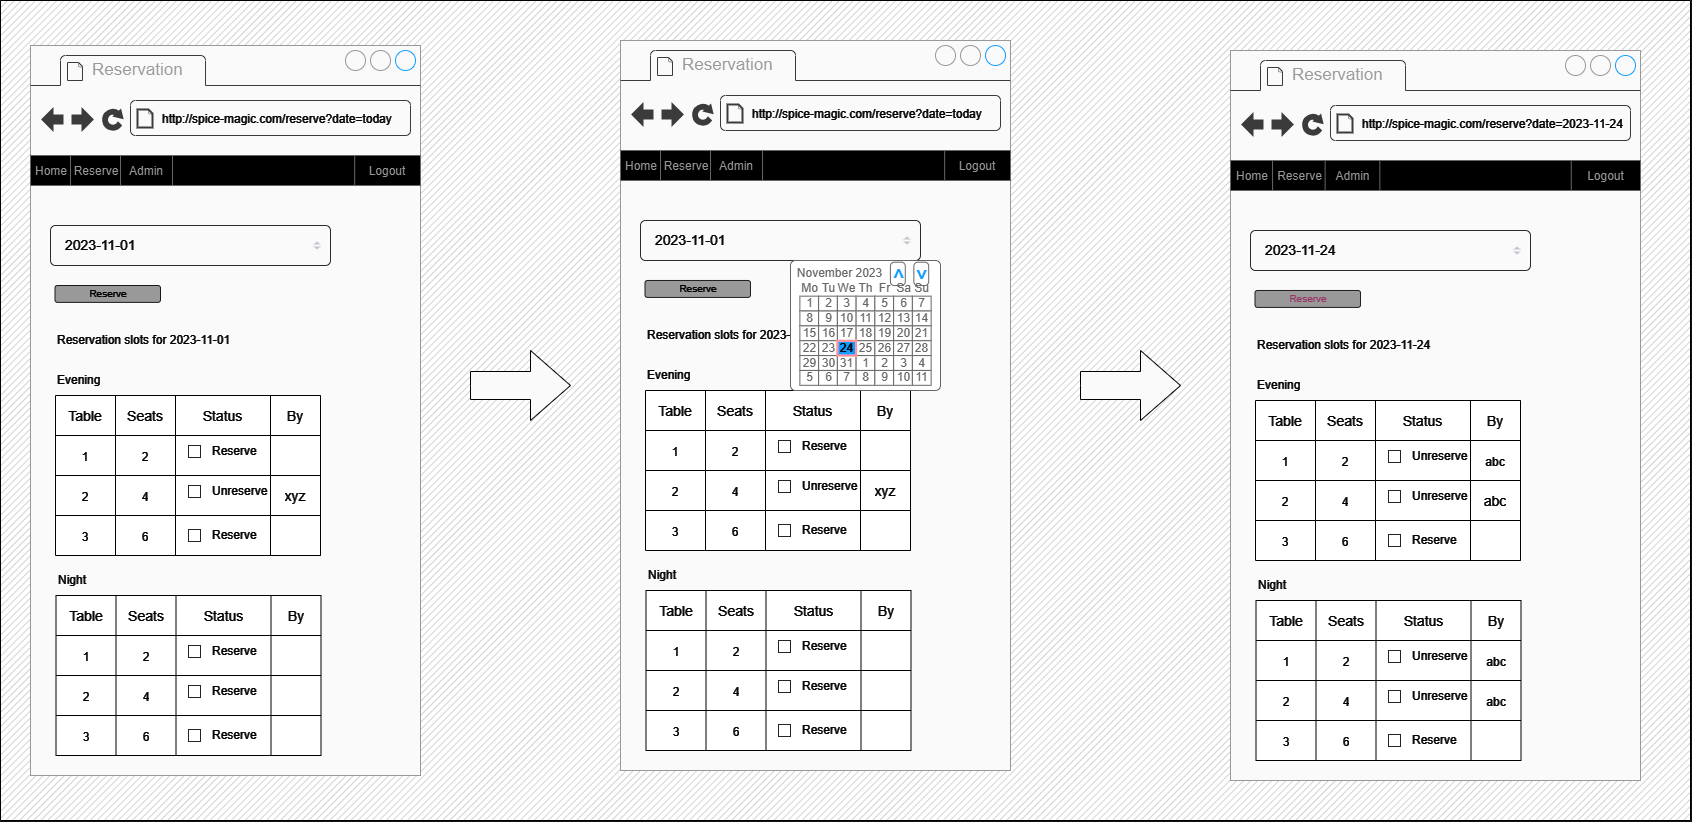 Reservation
http://spice-magic.com/reserve?date=today
Home Reserve Admin Logout
2023-11-01
Reserve
Reservation slots for 2023-11-01
Evening
Table Seats Status By
1 2 Reserve
2 4 Unreserve xyz
3 6 Reserve
Night
Table Seats Status By
1 2 Reserve
2 4 Reserve
3 6 Reserve
Reservation
http://spice-magic.com/reserve?date=today
Home Reserve Admin Logout
2023-11-01
November 2023 ʌ v
Mo Tu We Th Fr Sa Su
1 2 3 4 5 6 7
8 9 10 11 12 13 14
15 16 17 18 19 20 21
22 23 24 25 26 27 28
29 30 31 1 2 3 4
5 6 7 8 9 10 11
Reserve
Reservation slots for 2023-
Evening
Table Seats Status By
1 2 Reserve
2 4 Unreserve xyz
3 6 Reserve
Night
Table Seats Status By
1 2 Reserve
2 4 Reserve
3 6 Reserve
Reservation
http://spice-magic.com/reserve?date=2023-11-24
Home Reserve Admin Logout
2023-11-24
Reserve
Reservation slots for 2023-11-24
Evening
Table Seats Status By
1 2 Unreserve abc
2 4 Unreserve abc
3 6 Reserve
Night
Table Seats Status By
1 2 Unreserve abc
2 4 Unreserve abc
3 6 Reserve